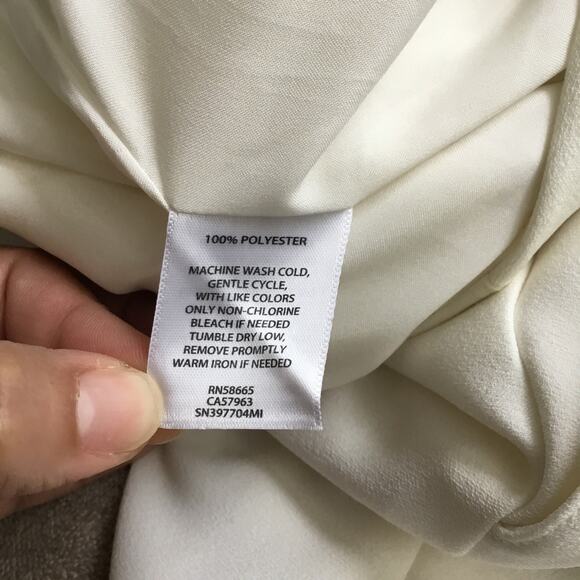 100% POLYESTER
MACHINE WASH COLD,
GENTLE CYCLE,
WITH LIKE COLORS
ONLY NON-CHLORINE
BLEACH IF NEEDED
TUMBLE DRY LOW,
REMOVE PROMPTLY
WARM IRON IF NEEDED
RN58665
CA57963
SN397704MI